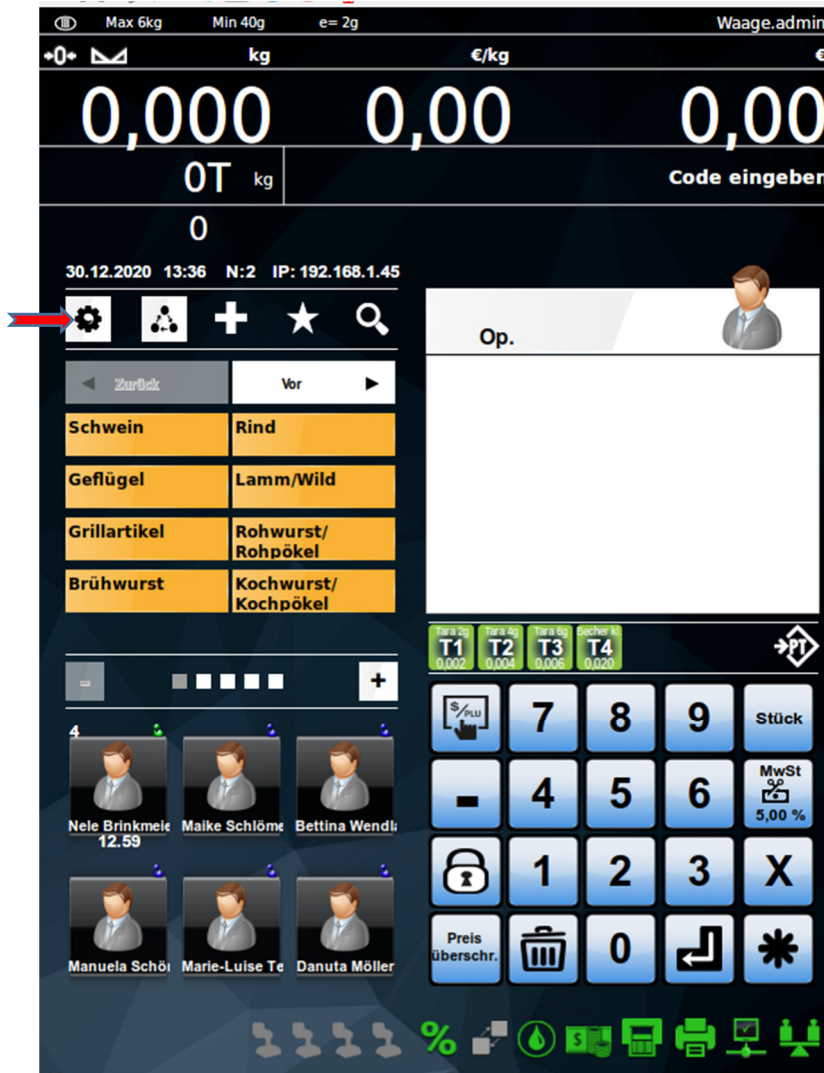 Max 6kg Min 40g e= 2g Waage.admin
→0← kg €/kg €
0,000 0,00 0,00
0T kg Code eingeben
0
30.12.2020 13:36 N:2 IP: 192.168.1.45
Op.
Zurück Vor
Schwein Rind
Geflügel Lamm/Wild
Grillartikel Rohwurst/
Rohpökel
Brühwurst Kochwurst/
Kochpökel
Tara 2g Tara 4g Tara 6g Becher kl.
T1 T2 T3 T4
0,002 0,004 0,006 0,020
PT
- +
$/PLU 7 8 9 Stück
- 4 5 6 MwSt
5,00 %
1 2 3 X
Preis
überschr. 0
4
Nele Brinkmeie Maike Schlöme Bettina Wendla
12.59
Manuela Schör Marie-Luise Te Danuta Möller
%
$